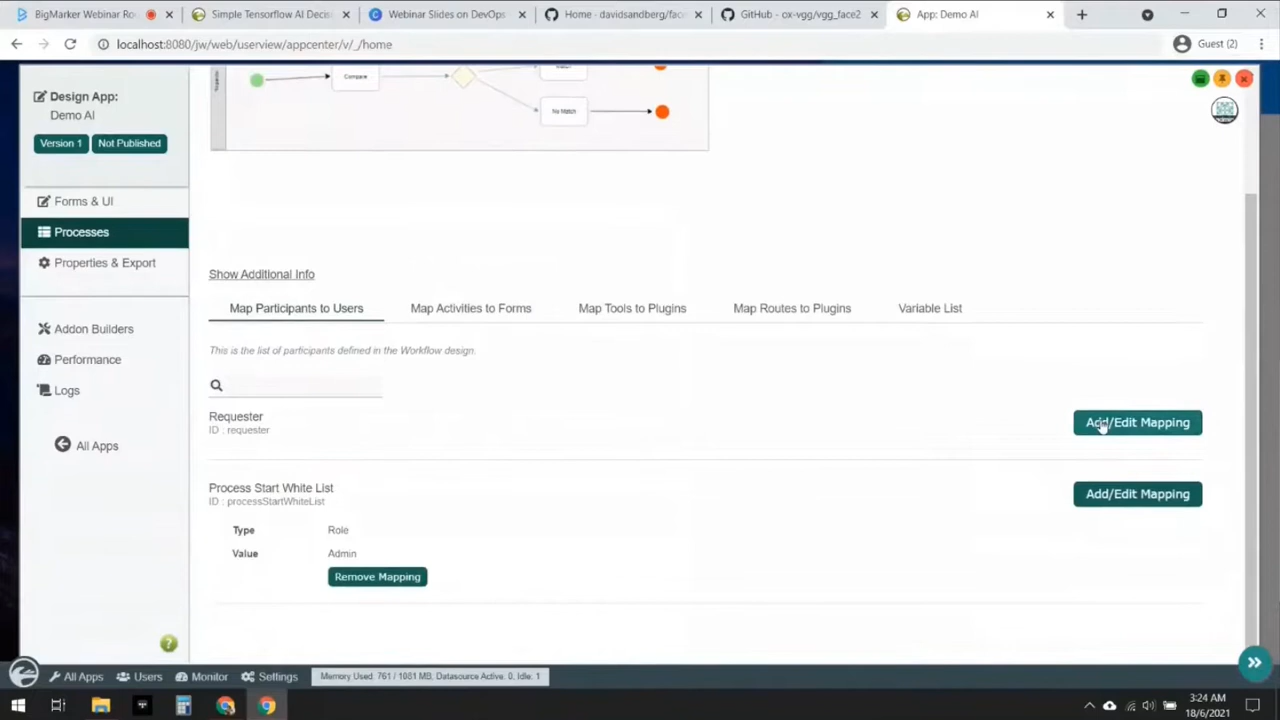 BigMarker Webinar Ro
Simple Tensorflow AI Decis
Webinar Slides on DevOps
Home · davidsandberg/face
GitHub - ox-vgg/vgg_face2
App: Demo AI
localhost:8080/jw/web/userview/appcenter/v/_/home
Guest (2)
Design App:
Demo AI
Version 1
Not Published
Forms & UI
Processes
Properties & Export
Addon Builders
Performance
Logs
All Apps
Compare
No Match
Show Additional Info
Map Participants to Users
Map Activities to Forms
Map Tools to Plugins
Map Routes to Plugins
Variable List
This is the list of participants defined in the Workflow design.
Requester
ID : requester
Add/Edit Mapping
Process Start White List
ID : processStartWhiteList
Add/Edit Mapping
Type Role
Value Admin
Remove Mapping
?
All Apps
Users
Monitor
Settings
Memory Used: 761 / 1081 MB, Datasource Active: 0, Idle: 1
3:24 AM
18/6/2021